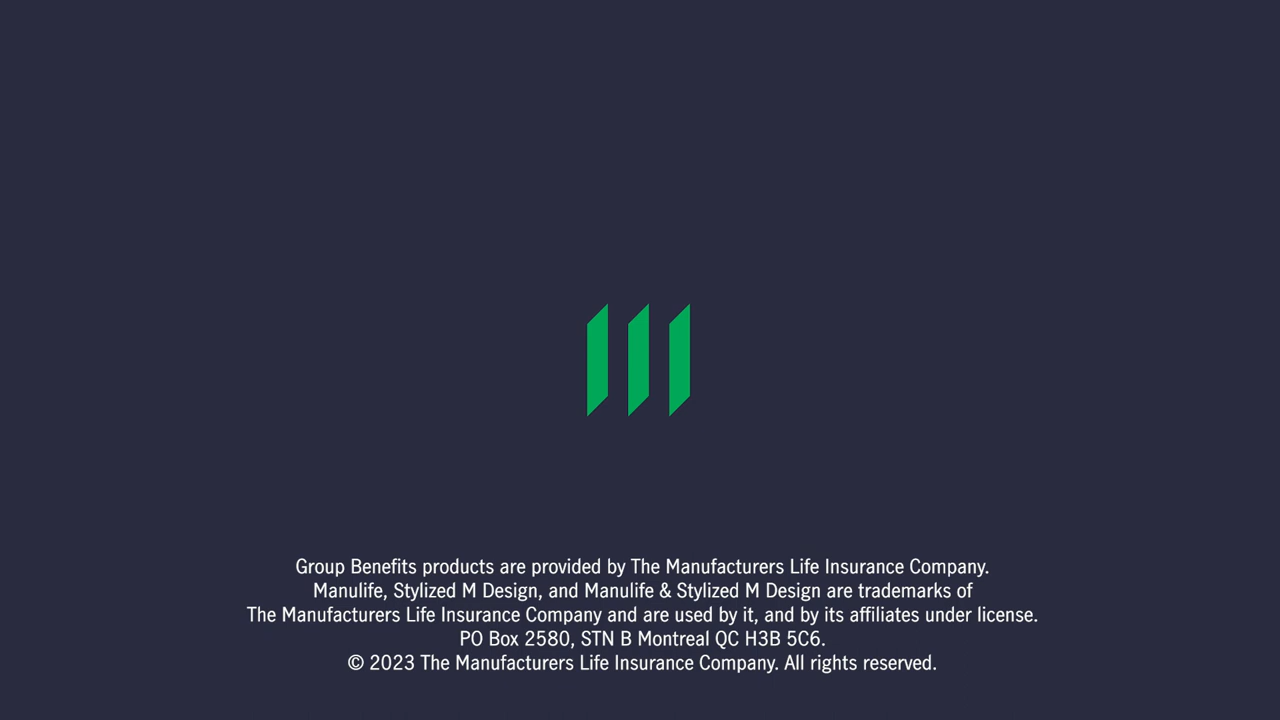 Group Benefits products are provided by The Manufacturers Life Insurance Company.
Manulife, Stylized M Design, and Manulife & Stylized M Design are trademarks of
The Manufacturers Life Insurance Company and are used by it, and by its affiliates under license.
PO Box 2580, STN B Montreal QC H3B 5C6.
© 2023 The Manufacturers Life Insurance Company. All rights reserved.